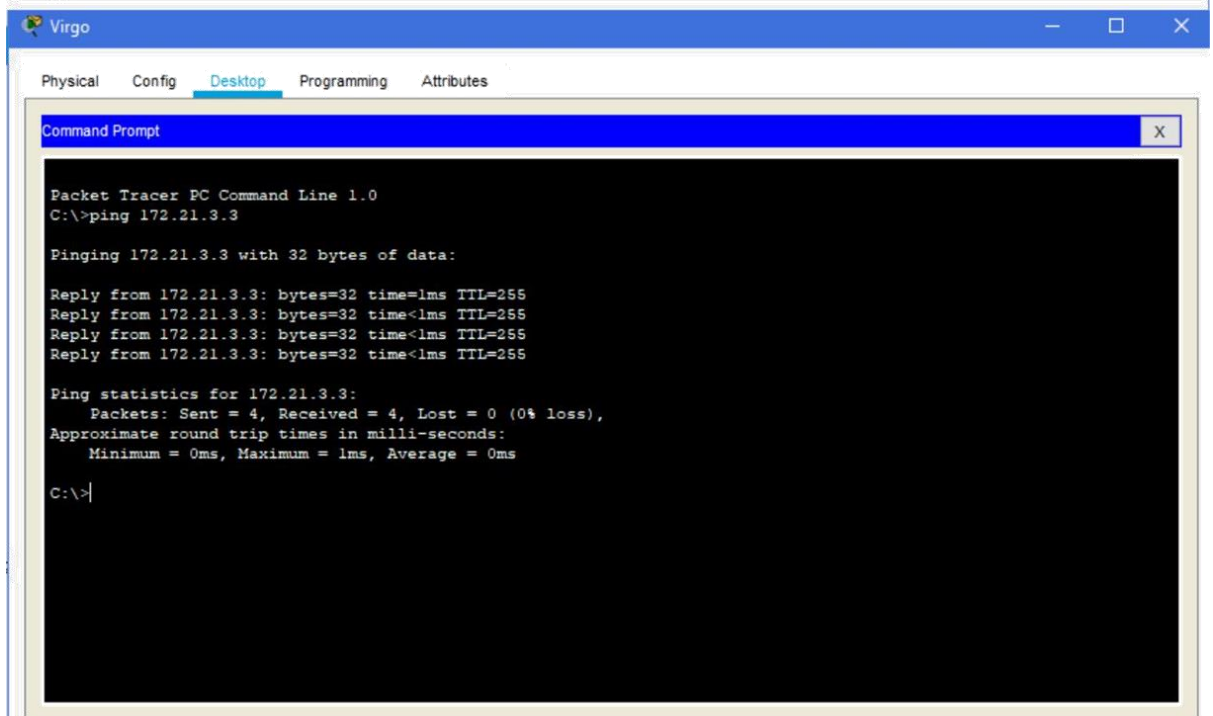 Virgo
Physical Config Desktop Programming Attributes
Command Prompt
X
Packet Tracer PC Command Line 1.0
C:\>ping 172.21.3.3
Pinging 172.21.3.3 with 32 bytes of data:
Reply from 172.21.3.3: bytes=32 time=1ms TTL=255
Reply from 172.21.3.3: bytes=32 time<1ms TTL=255
Reply from 172.21.3.3: bytes=32 time<1ms TTL=255
Reply from 172.21.3.3: bytes=32 time<1ms TTL=255
Ping statistics for 172.21.3.3:
Packets: Sent = 4, Received = 4, Lost = 0 (0% loss),
Approximate round trip times in milli-seconds:
Minimum = 0ms, Maximum = 1ms, Average = 0ms
C:\>